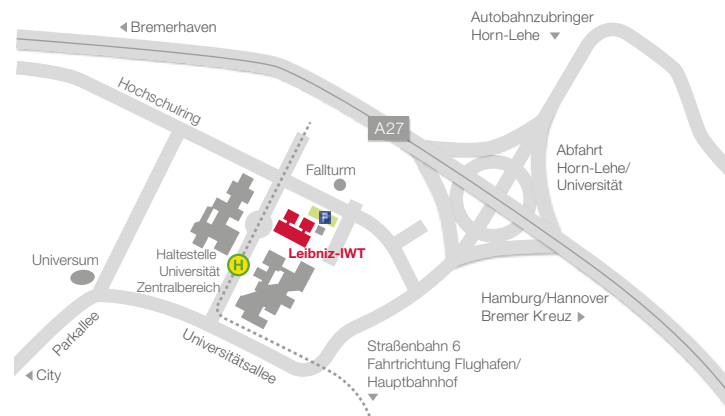 Bremerhaven
Autobahnzubringer
Horn-Lehe
Hochschulring
A27
Abfahrt
Horn-Lehe/
Universität
Fallturm
P
Leibniz-IWT
Haltestelle
Universität
Zentralbereich
H
Universum
Parkallee
City
Universitätsallee
Hamburg/Hannover
Bremer Kreuz
Straßenbahn 6
Fahrtrichtung Flughafen/
Hauptbahnhof